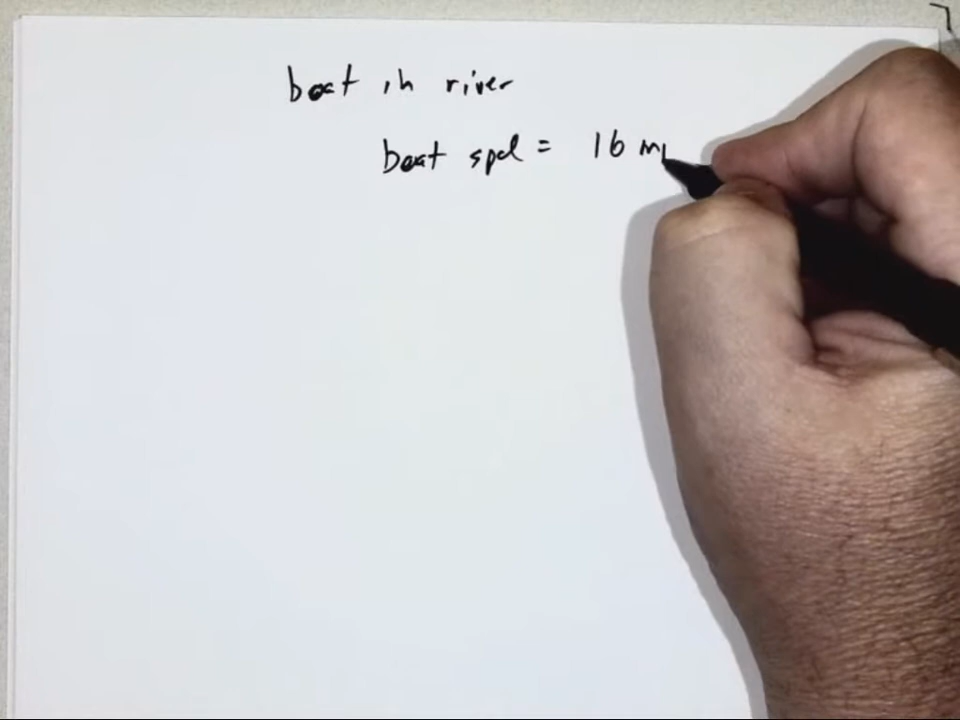 boat in river
boat spd = 16 m